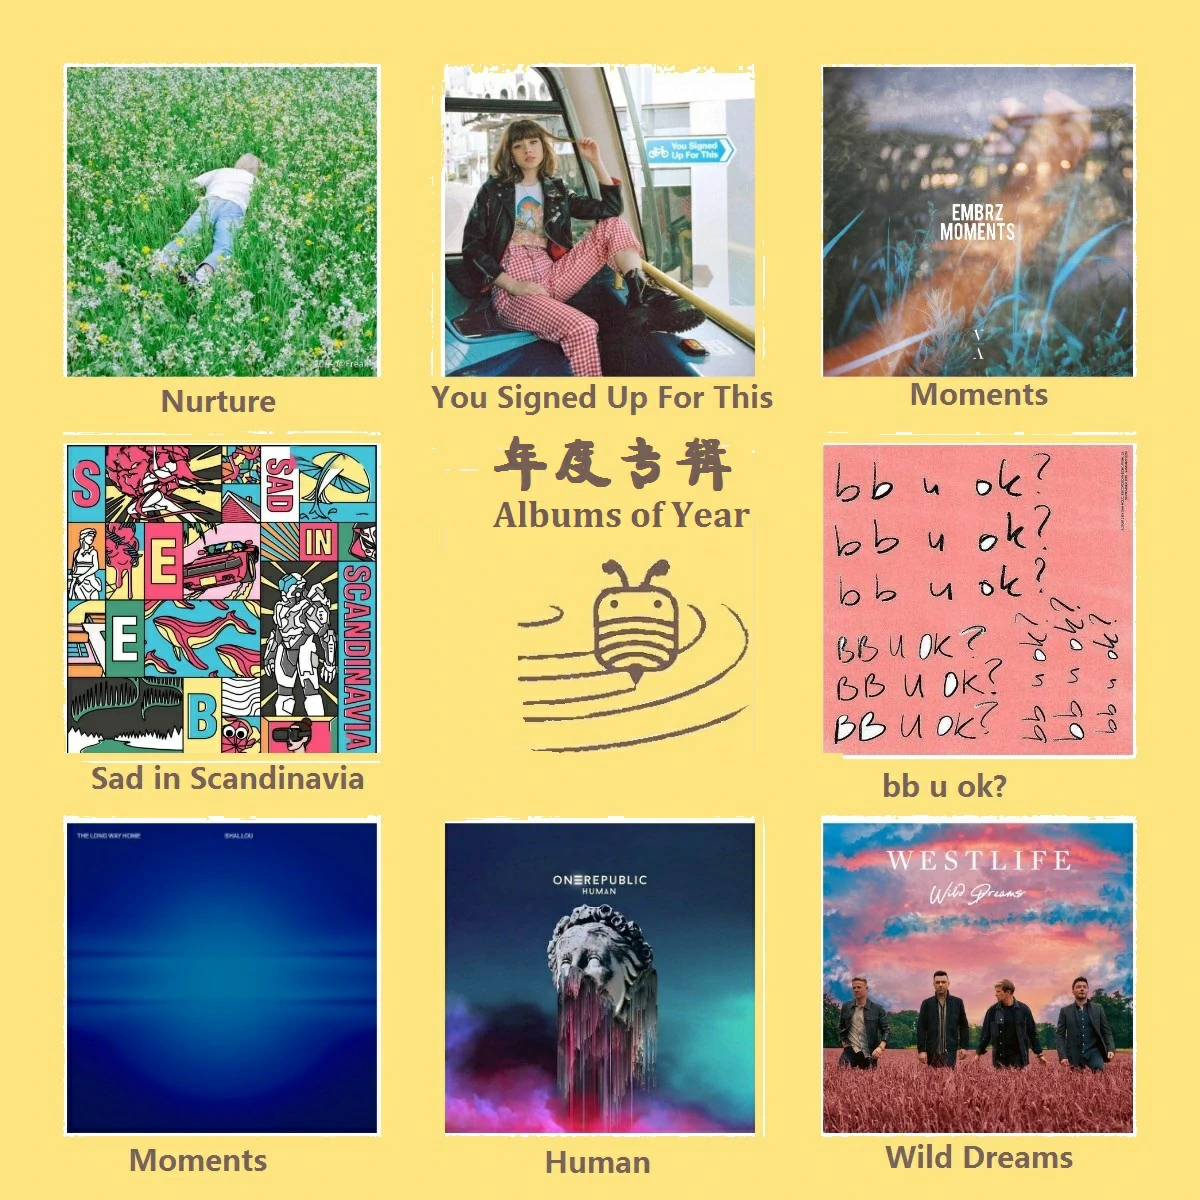 You Signed
Up For This
EMBRZ
MOMENTS
V
Λ
Nurture
You Signed Up For This
Moments
S
SAD
E
IN
SCANDINAVIA
E
B
年度专辑
Albums of Year
bb u ok?
bb u ok?
bb u ok?
BB U OK?
BB U OK?
BB U OK?
bb u ok?
bb u ok?
bb u ok?
Sad in Scandinavia
bb u ok?
THE LONG WAY HOME
SHALLOU
ONEREPUBLIC
HUMAN
WESTLIFE
Wild Dreams
Moments
Human
Wild Dreams